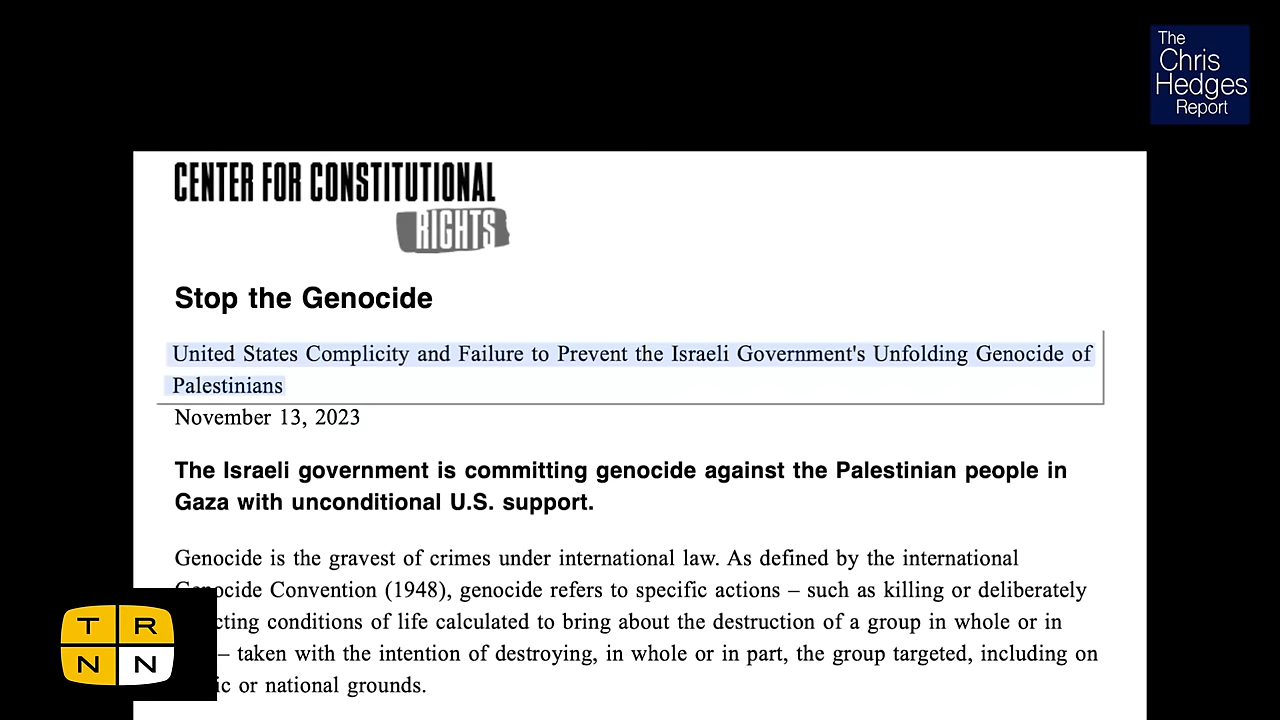 The
Chris
Hedges
Report
CENTER FOR CONSTITUTIONAL
RIGHTS
Stop the Genocide
United States Complicity and Failure to Prevent the Israeli Government's Unfolding Genocide of
Palestinians
November 13, 2023
The Israeli government is committing genocide against the Palestinian people in
Gaza with unconditional U.S. support.
Genocide is the gravest of crimes under international law. As defined by the international
Convention (1948), genocide refers to specific actions – such as killing or deliberately
conditions of life calculated to bring about the destruction of a group in whole or in
– taken with the intention of destroying, in whole or in part, the group targeted, including on
or national grounds.
T R
N N